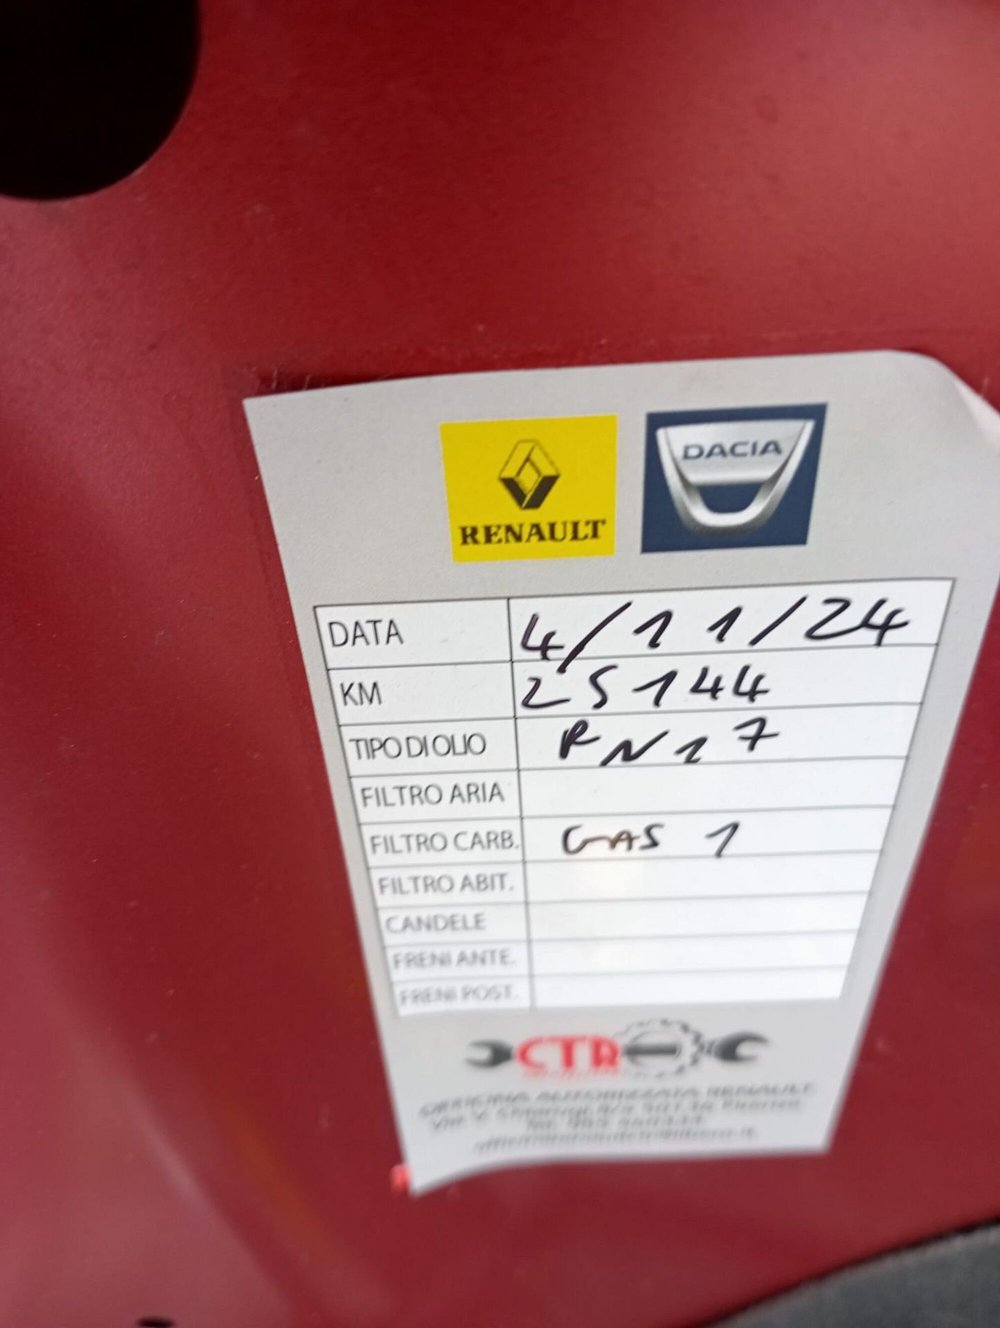 RENAULT
DACIA
DATA 4/11/24
KM 25144
TIPO DI OLIO RN17
FILTRO ARIA
FILTRO CARB. GAS 1
FILTRO ABIT.
CANDELE
FRENI ANTE.
FRENI POST.
CTR
OFFICINA AUTORIZZATA RENAULT